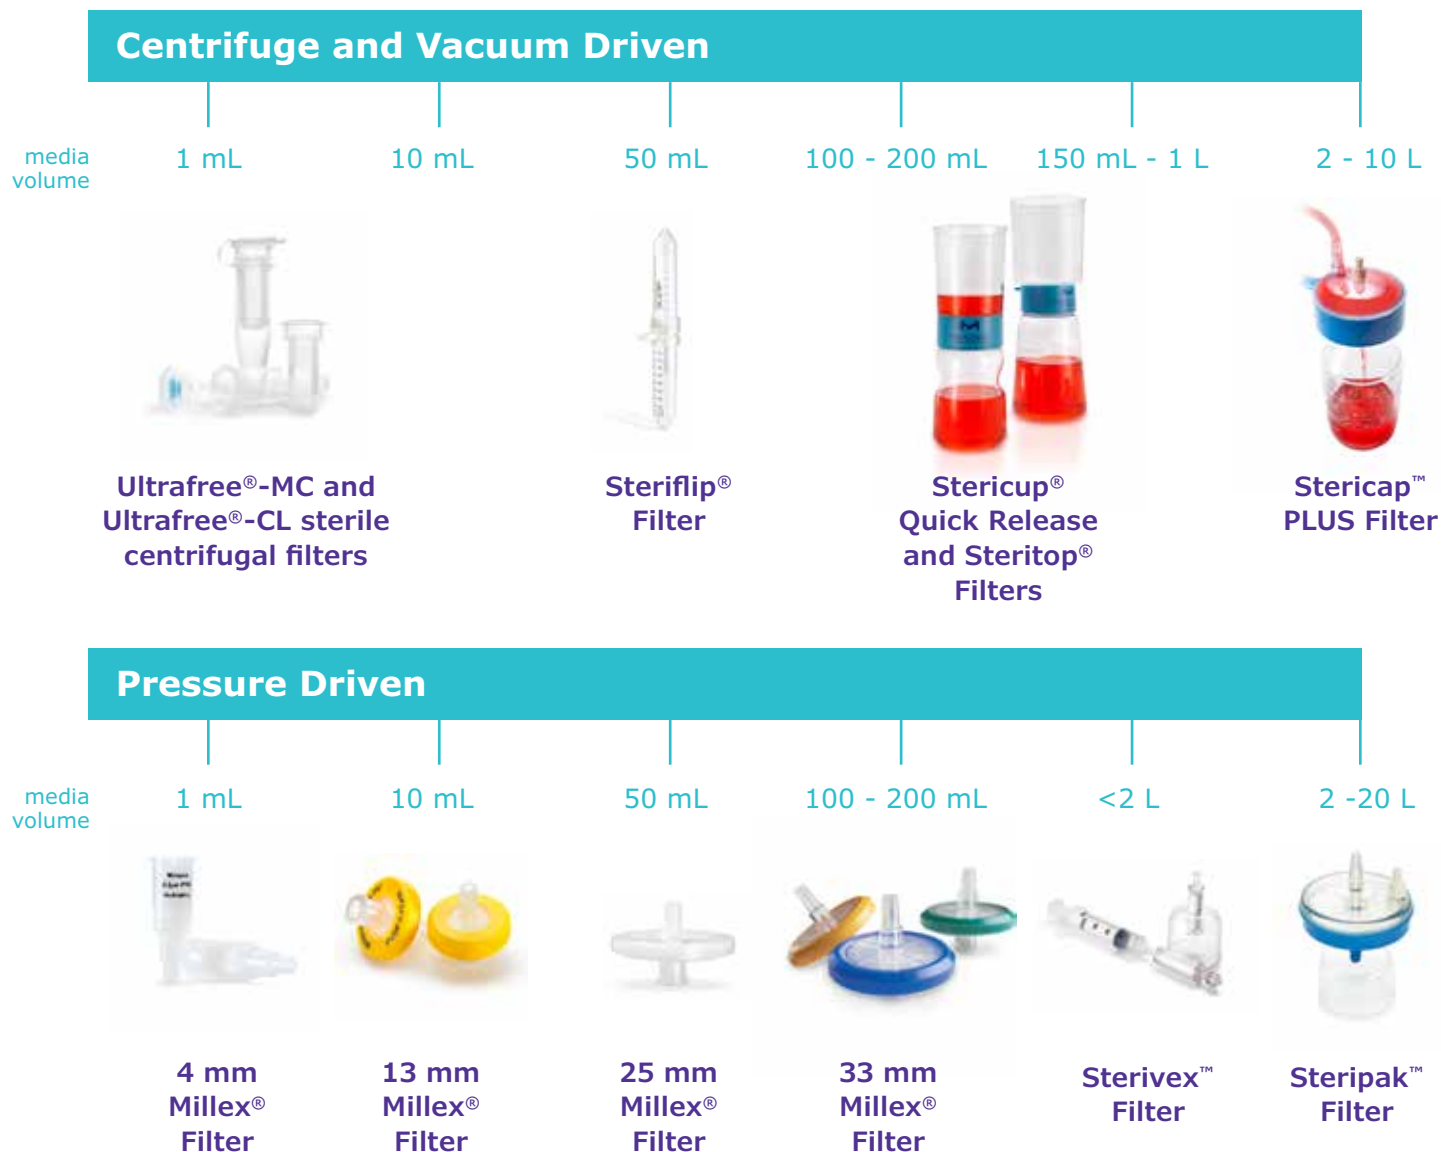 Centrifuge and Vacuum Driven
media
volume
1 mL
10 mL
50 mL
100 - 200 mL
150 mL - 1 L
2 - 10 L
Ultrafree®-MC and
Ultrafree®-CL sterile
centrifugal filters
Steriflip®
Filter
Stericup®
Quick Release
and Steritop®
Filters
Stericap™
PLUS Filter
Pressure Driven
media
volume
1 mL
10 mL
50 mL
100 - 200 mL
<2 L
2 -20 L
4 mm
Millex®
Filter
13 mm
Millex®
Filter
25 mm
Millex®
Filter
33 mm
Millex®
Filter
Sterivex™
Filter
Steripak™
Filter